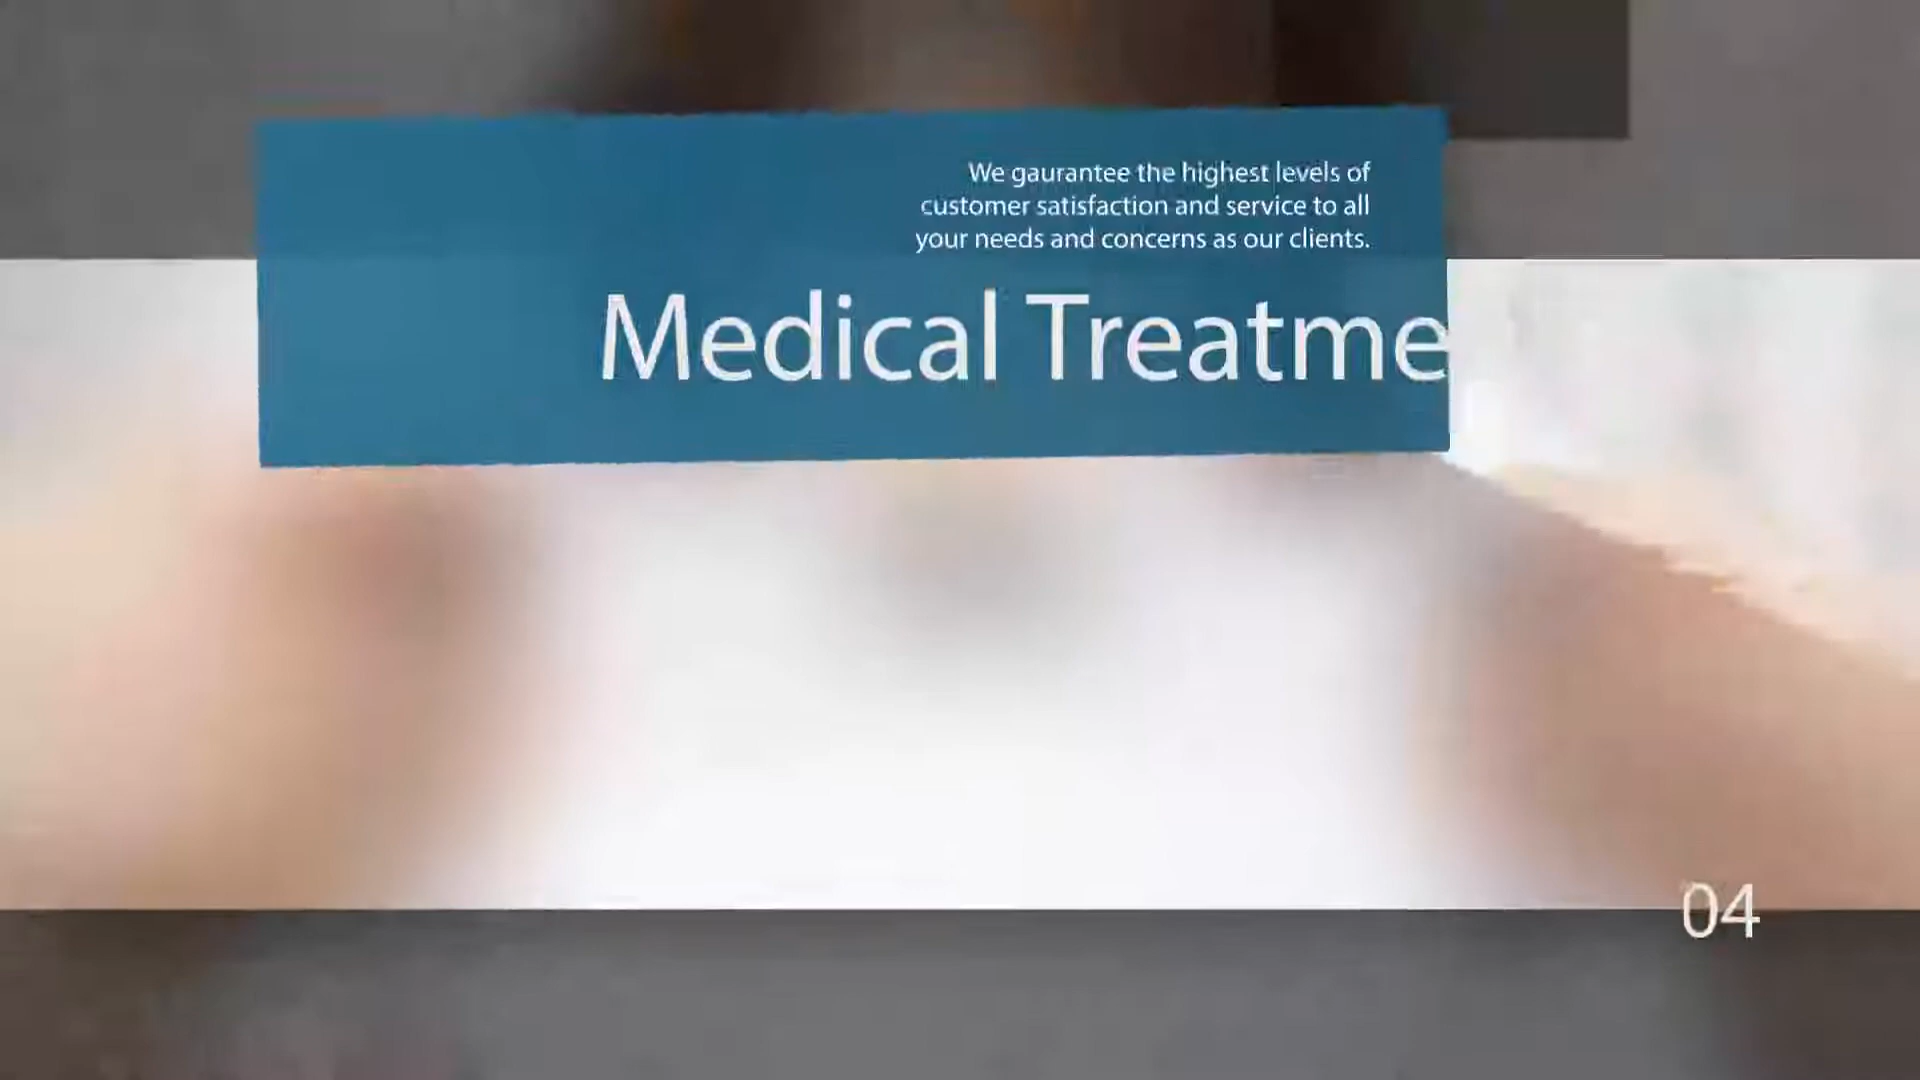 We gaurantee the highest levels of
customer satisfaction and service to all
your needs and concerns as our clients.
Medical Treatme
04